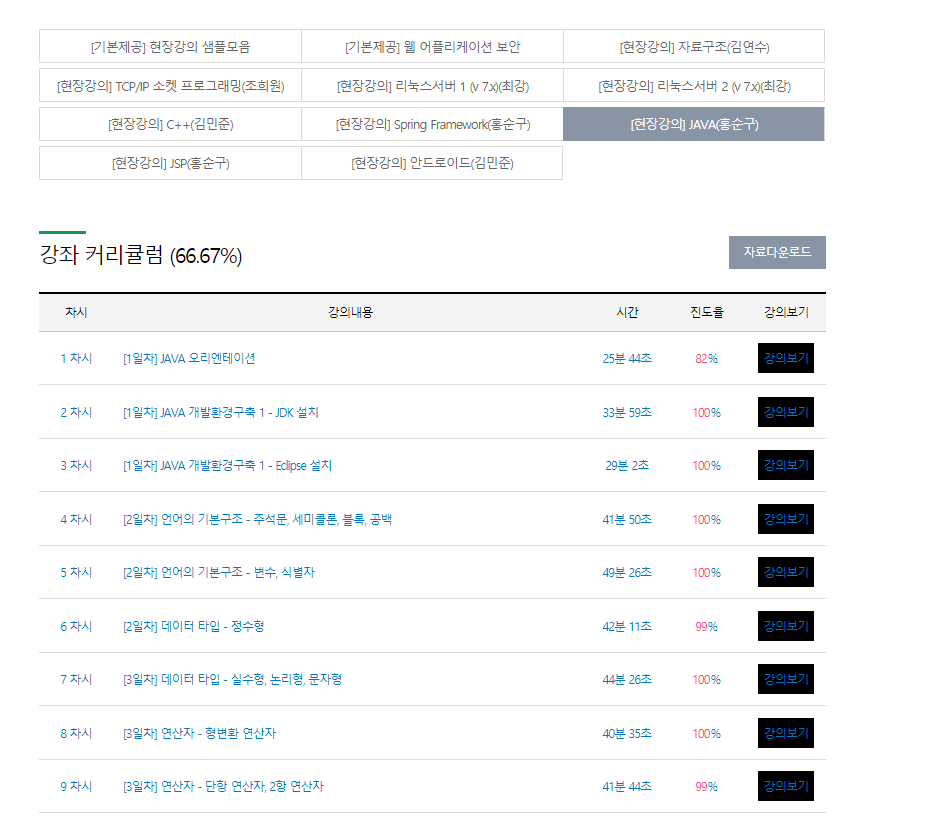 [기본제공] 현장강의 샘플모음 [기본제공] 웹 어플리케이션 보안 [현장강의] 자료구조(김연수)
[현장강의] TCP/IP 소켓 프로그래밍(조희원) [현장강의] 리눅스서버 1 (v 7.x)(최강) [현장강의] 리눅스서버 2 (v 7.x)(최강)
[현장강의] C++(김민준) [현장강의] Spring Framework(홍순구) [현장강의] JAVA(홍순구)
[현장강의] JSP(홍순구) [현장강의] 안드로이드(김민준)
강좌 커리큘럼 (66.67%) 자료다운로드
차시 강의내용 시간 진도율 강의보기
1 차시 [1일차] JAVA 오리엔테이션 25분 44초 82% 강의보기
2 차시 [1일차] JAVA 개발환경구축 1 - JDK 설치 33분 59초 100% 강의보기
3 차시 [1일차] JAVA 개발환경구축 1 - Eclipse 설치 29분 2초 100% 강의보기
4 차시 [2일차] 언어의 기본구조 - 주석문, 세미콜론, 블록, 공백 41분 50초 100% 강의보기
5 차시 [2일차] 언어의 기본구조 - 변수, 식별자 49분 26초 100% 강의보기
6 차시 [2일차] 데이터 타입 - 정수형 42분 11초 99% 강의보기
7 차시 [3일차] 데이터 타입 - 실수형, 논리형, 문자형 44분 26초 100% 강의보기
8 차시 [3일차] 연산자 - 형변환 연산자 40분 35초 100% 강의보기
9 차시 [3일차] 연산자 - 단항 연산자, 2항 연산자 41분 44초 99% 강의보기